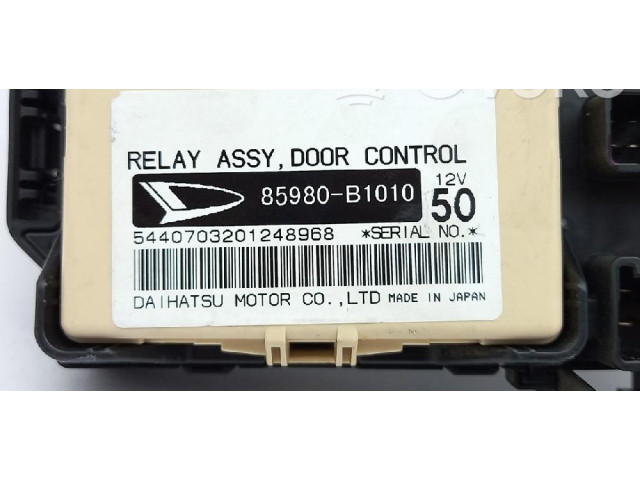 RELAY ASSY, DOOR CONTROL
85980-B1010
12V
50
5440703201248968 *SERIAL NO.*
DAIHATSU MOTOR CO.,LTD MADE IN JAPAN